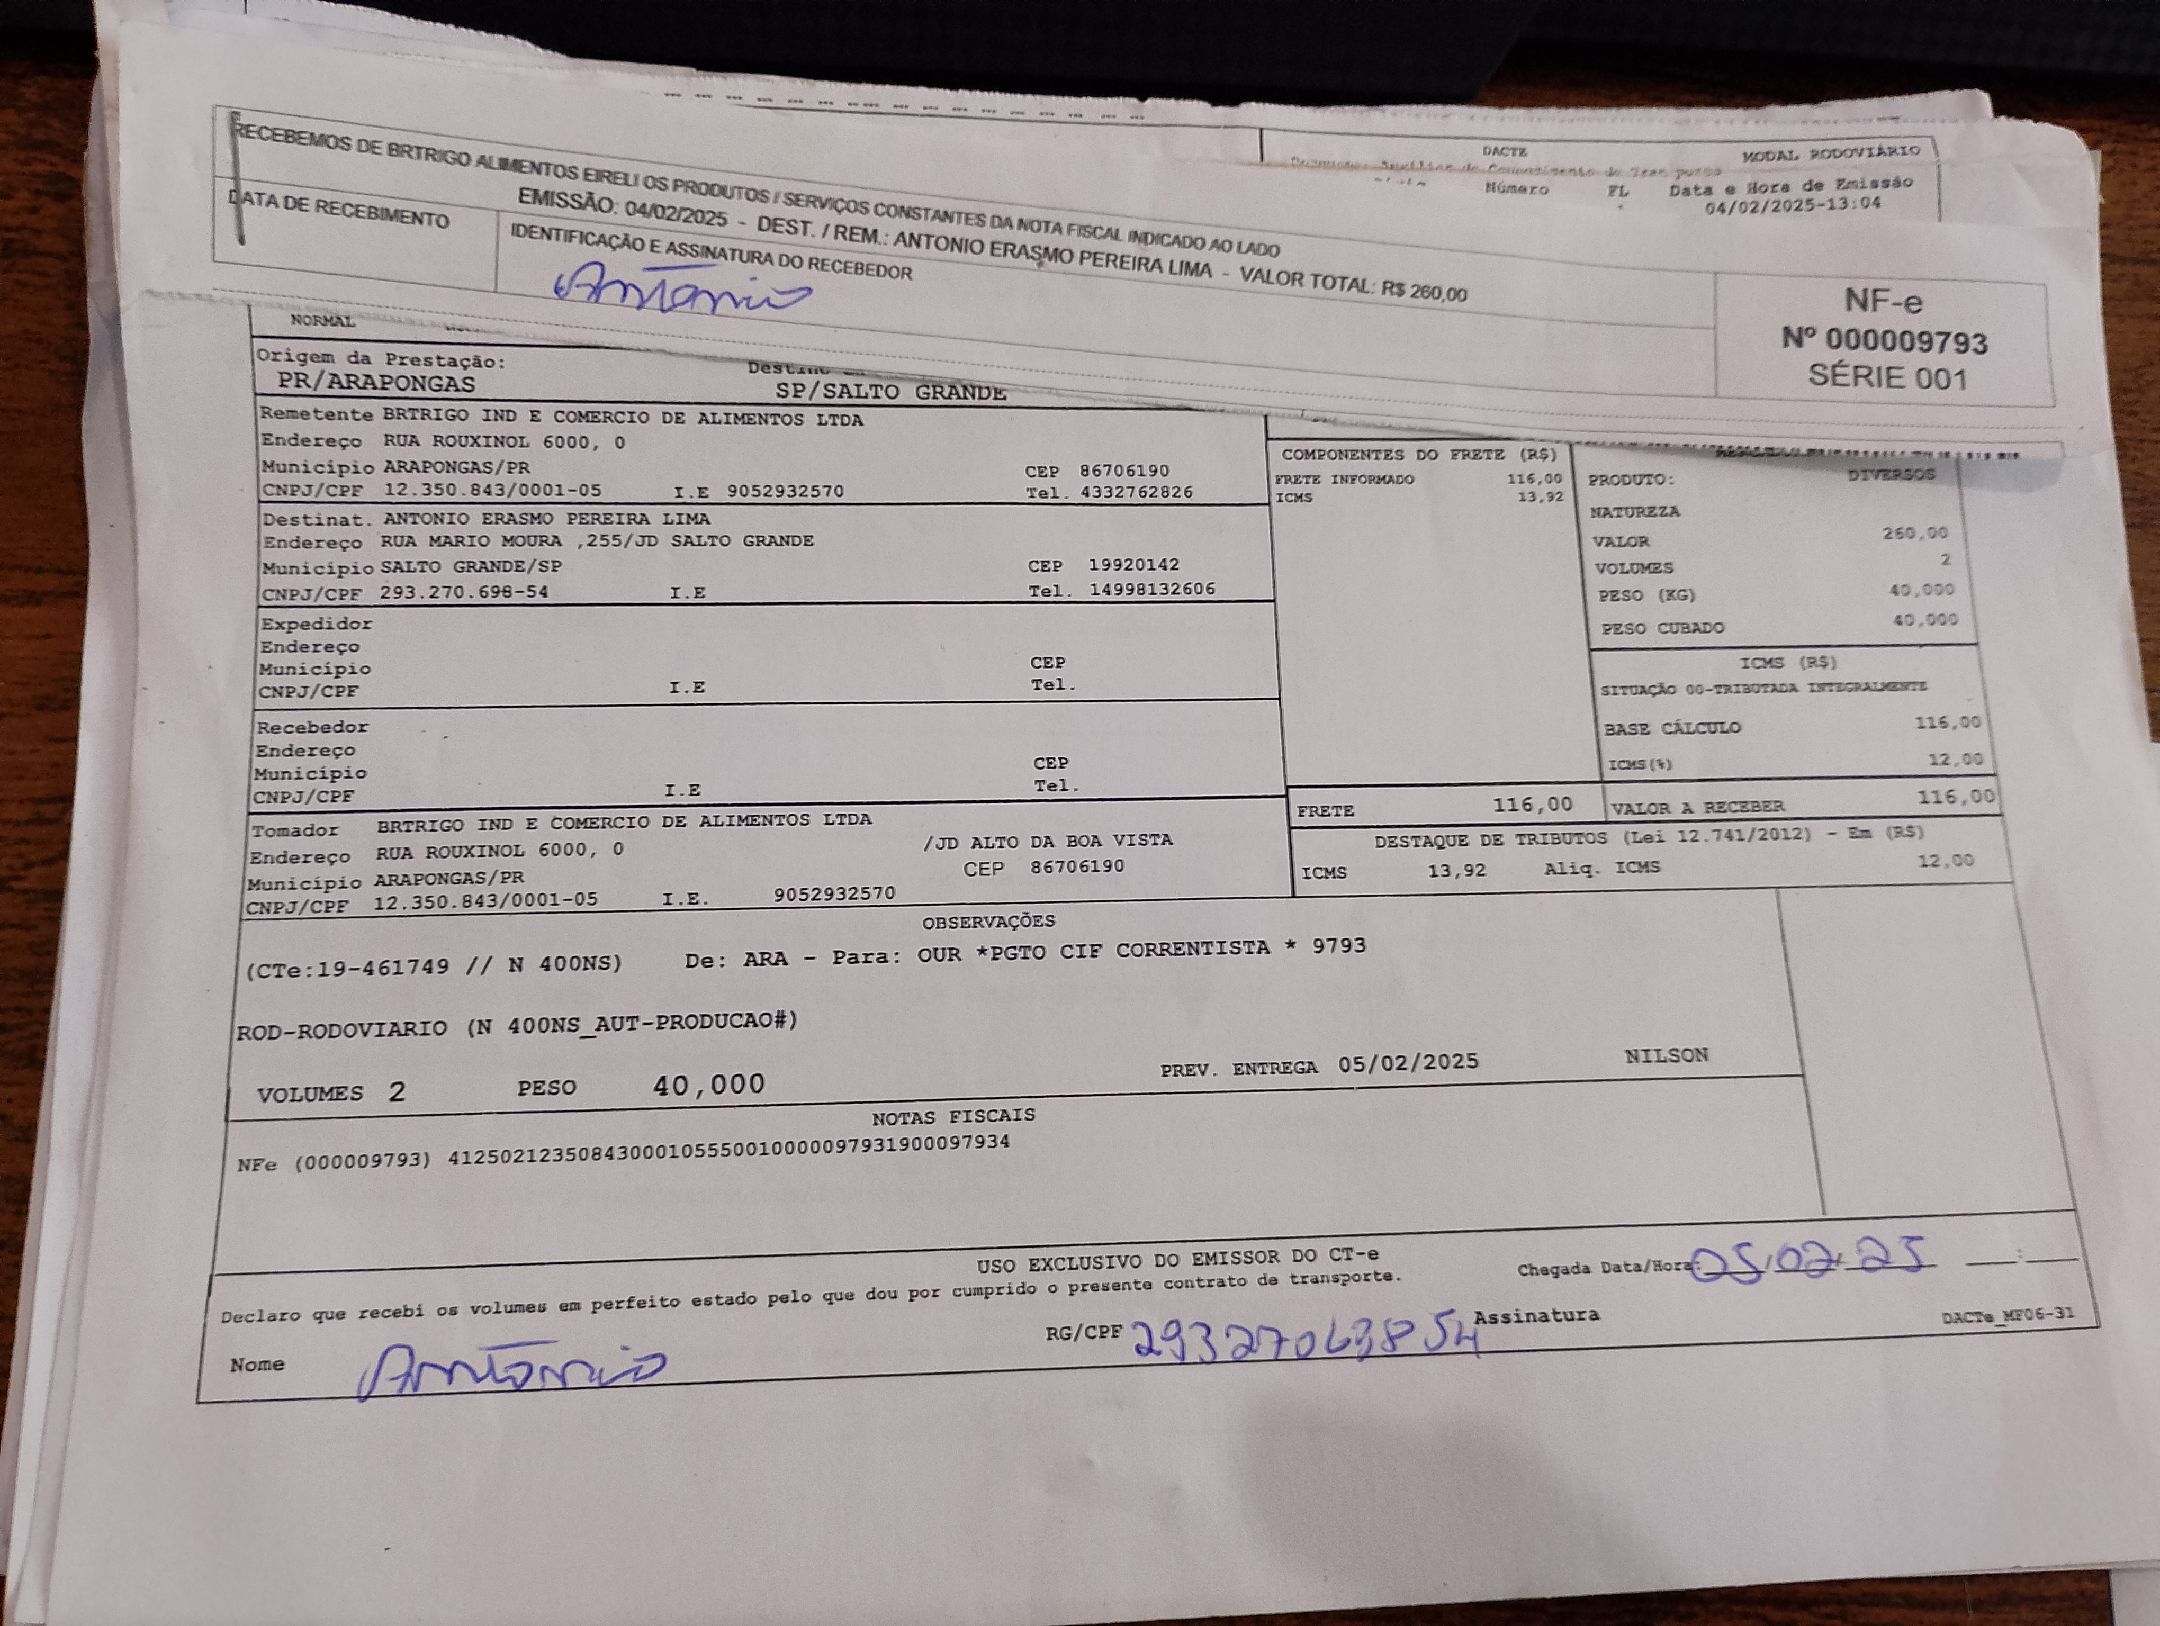 RECEBEMOS DE BRTRIGO ALIMENTOS EIRELI OS PRODUTOS / SERVIÇOS CONSTANTES DA NOTA FISCAL INDICADO AO LADO
EMISSÃO: 04/02/2025 - DEST. / REM.: ANTONIO ERASMO PEREIRA LIMA - VALOR TOTAL: R$ 260,00
DATA DE RECEBIMENTO
IDENTIFICAÇÃO E ASSINATURA DO RECEBEDOR
Antonio
NF-e
Nº 000009793
SÉRIE 001
DACTE
MODAL RODOVIÁRIO
Número FL Data e Hora de Emissão
04/02/2025-13:04
NORMAL
Origem da Prestação:
PR/ARAPONGAS
SP/SALTO GRANDE
Remetente BRTRIGO IND E COMERCIO DE ALIMENTOS LTDA
Endereço RUA ROUXINOL 6000, 0
Município ARAPONGAS/PR CEP 86706190
CNPJ/CPF 12.350.843/0001-05 I.E 9052932570 Tel. 4332762826
Destinat. ANTONIO ERASMO PEREIRA LIMA
Endereço RUA MARIO MOURA ,255/JD SALTO GRANDE
Município SALTO GRANDE/SP CEP 19920142
CNPJ/CPF 293.270.698-54 I.E Tel. 14998132606
Expedidor
Endereço
Município CEP
CNPJ/CPF I.E Tel.
Recebedor
Endereço
Município CEP
CNPJ/CPF I.E Tel.
Tomador BRTRIGO IND E COMERCIO DE ALIMENTOS LTDA
Endereço RUA ROUXINOL 6000, 0 /JD ALTO DA BOA VISTA
Município ARAPONGAS/PR CEP 86706190
CNPJ/CPF 12.350.843/0001-05 I.E. 9052932570
COMPONENTES DO FRETE (R$)
FRETE INFORMADO 116,00
ICMS 13,92
PRODUTO: DIVERSOS
NATUREZA
VALOR 260,00
VOLUMES 2
PESO (KG) 40,000
PESO CUBADO 40,000
ICMS (R$)
SITUAÇÃO 00-TRIBUTADA INTEGRALMENTE
BASE CÁLCULO 116,00
ICMS(%) 12,00
FRETE 116,00 VALOR A RECEBER 116,00
DESTAQUE DE TRIBUTOS (Lei 12.741/2012) - Em (R$)
ICMS 13,92 Aliq. ICMS 12,00
OBSERVAÇÕES
(CTe:19-461749 // N 400NS) De: ARA - Para: OUR *PGTO CIF CORRENTISTA * 9793
ROD-RODOVIARIO (N 400NS_AUT-PRODUCAO#)
VOLUMES 2 PESO 40,000 PREV. ENTREGA 05/02/2025 NILSON
NOTAS FISCAIS
NFe (000009793) 41250212350843000105550010000097931900097934
USO EXCLUSIVO DO EMISSOR DO CT-e
Declaro que recebi os volumes em perfeito estado pelo que dou por cumprido o presente contrato de transporte.
Chegada Data/Hora: 05/02/25 :
Nome Antonio RG/CPF Assinatura
DACTe_MF06-31